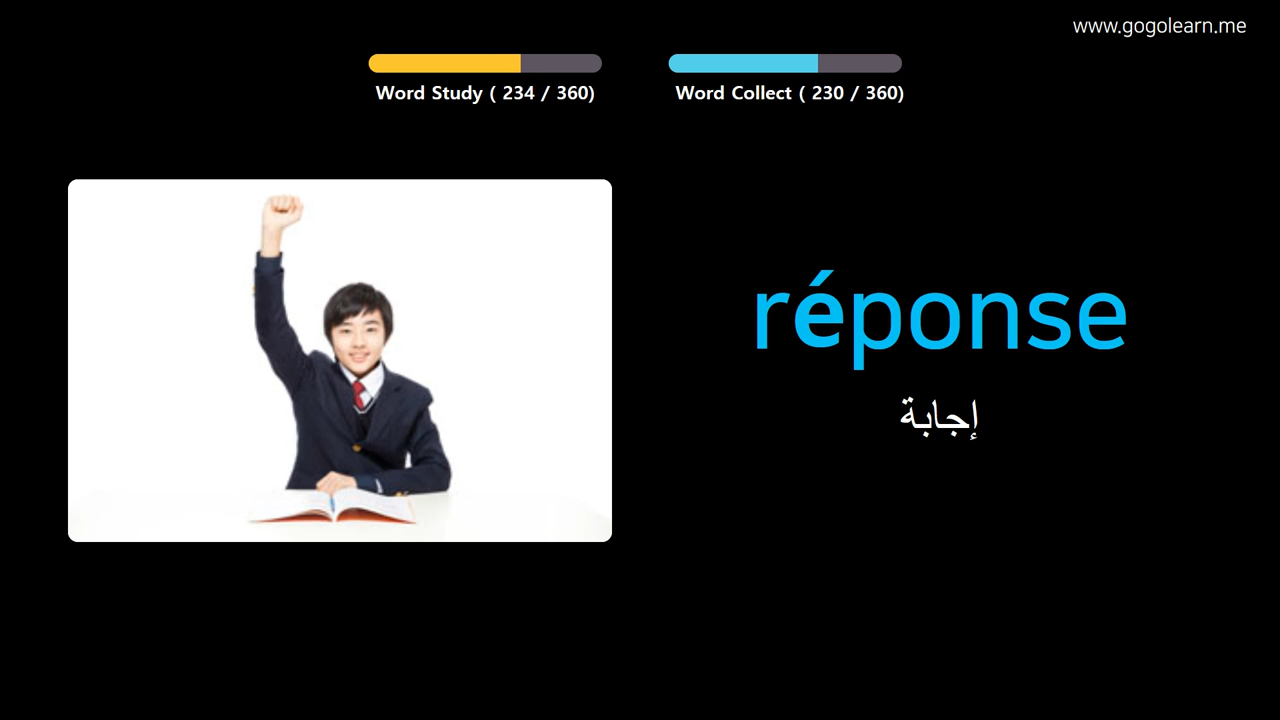 www.gogolearn.me
Word Study ( 234 / 360)
Word Collect ( 230 / 360)
réponse
إجابة